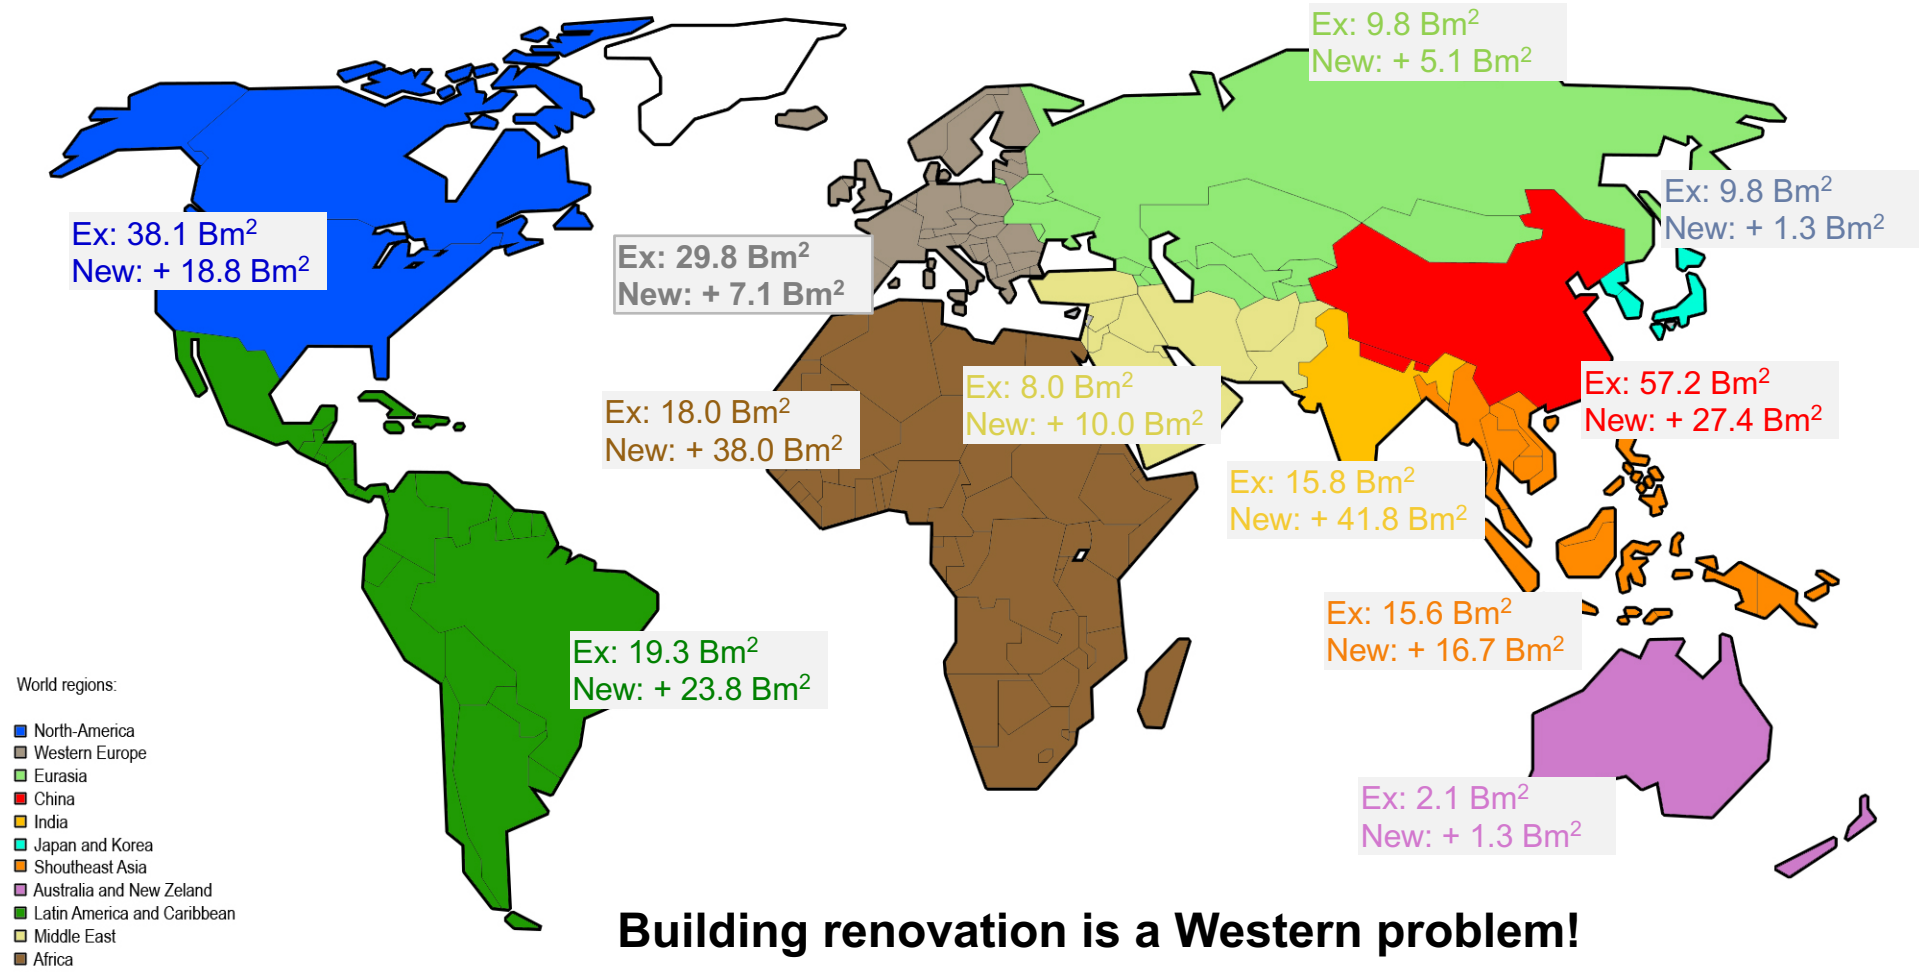 Ex: 9.8 Bm²
New: + 5.1 Bm²
Ex: 9.8 Bm²
New: + 1.3 Bm²
Ex: 38.1 Bm²
New: + 18.8 Bm²
Ex: 29.8 Bm²
New: + 7.1 Bm²
Ex: 18.0 Bm²
New: + 38.0 Bm²
Ex: 8.0 Bm²
New: + 10.0 Bm²
Ex: 57.2 Bm²
New: + 27.4 Bm²
Ex: 15.8 Bm²
New: + 41.8 Bm²
Ex: 15.6 Bm²
New: + 16.7 Bm²
Ex: 19.3 Bm²
New: + 23.8 Bm²
Ex: 2.1 Bm²
New: + 1.3 Bm²
World regions:
North-America
Western Europe
Eurasia
China
India
Japan and Korea
Shoutheast Asia
Australia and New Zeland
Latin America and Caribbean
Middle East
Africa
Building renovation is a Western problem!